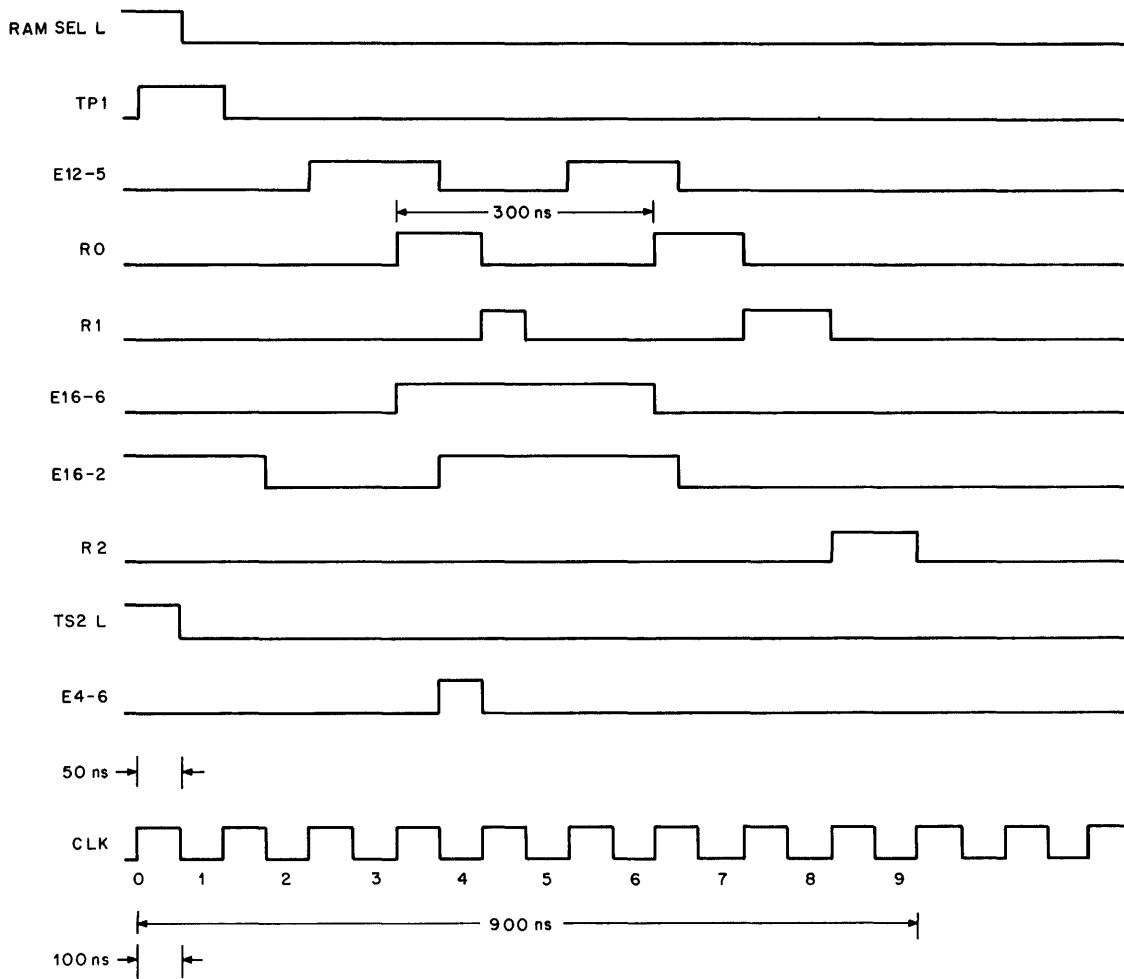 RAM SEL L
TP1
E12-5
300 ns
R0
R1
E16-6
E16-2
R2
TS2 L
E4-6
50 ns
CLK
0 1 2 3 4 5 6 7 8 9
900 ns
100 ns